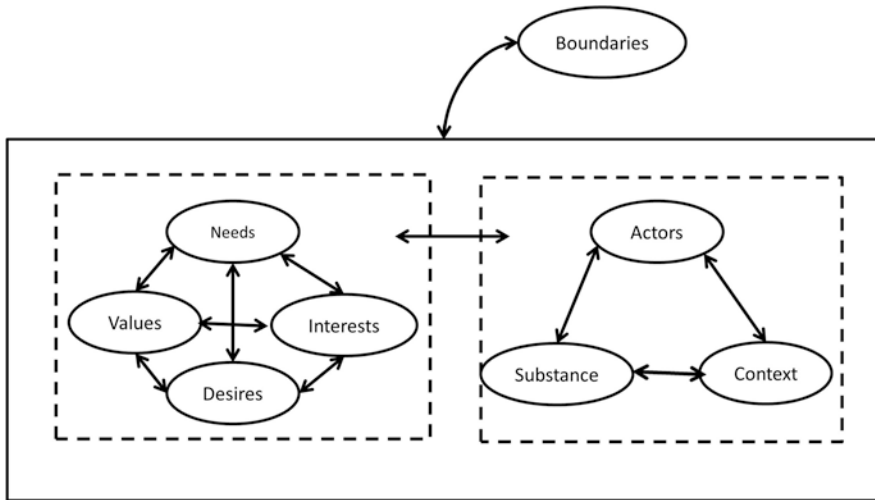 Boundaries
Needs
Actors
Values
Interests
Substance
Context
Desires